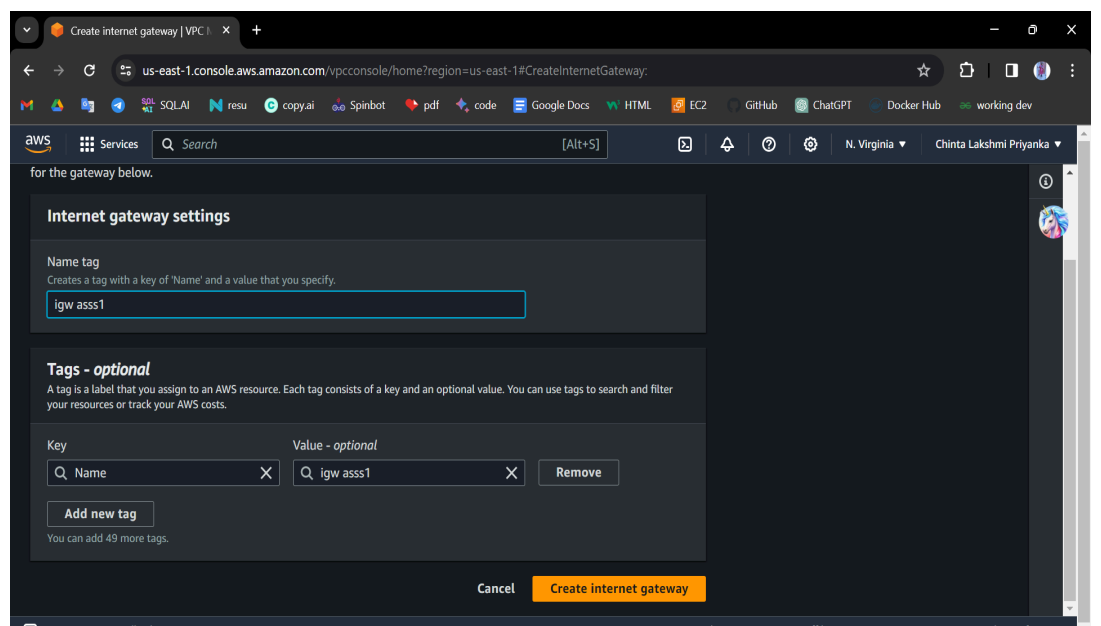 Create internet gateway | VPC M
us-east-1.console.aws.amazon.com/vpcconsole/home?region=us-east-1#CreateInternetGateway:
SQL.AI resu copy.ai Spinbot pdf code Google Docs HTML EC2 GitHub ChatGPT Docker Hub working dev
aws Services Search [Alt+S] N. Virginia ▼ Chinta Lakshmi Priyanka ▼
for the gateway below.
Internet gateway settings
Name tag
Creates a tag with a key of 'Name' and a value that you specify.
igw asss1
Tags - optional
A tag is a label that you assign to an AWS resource. Each tag consists of a key and an optional value. You can use tags to search and filter
your resources or track your AWS costs.
Key Value - optional
Name igw asss1 Remove
Add new tag
You can add 49 more tags.
Cancel Create internet gateway